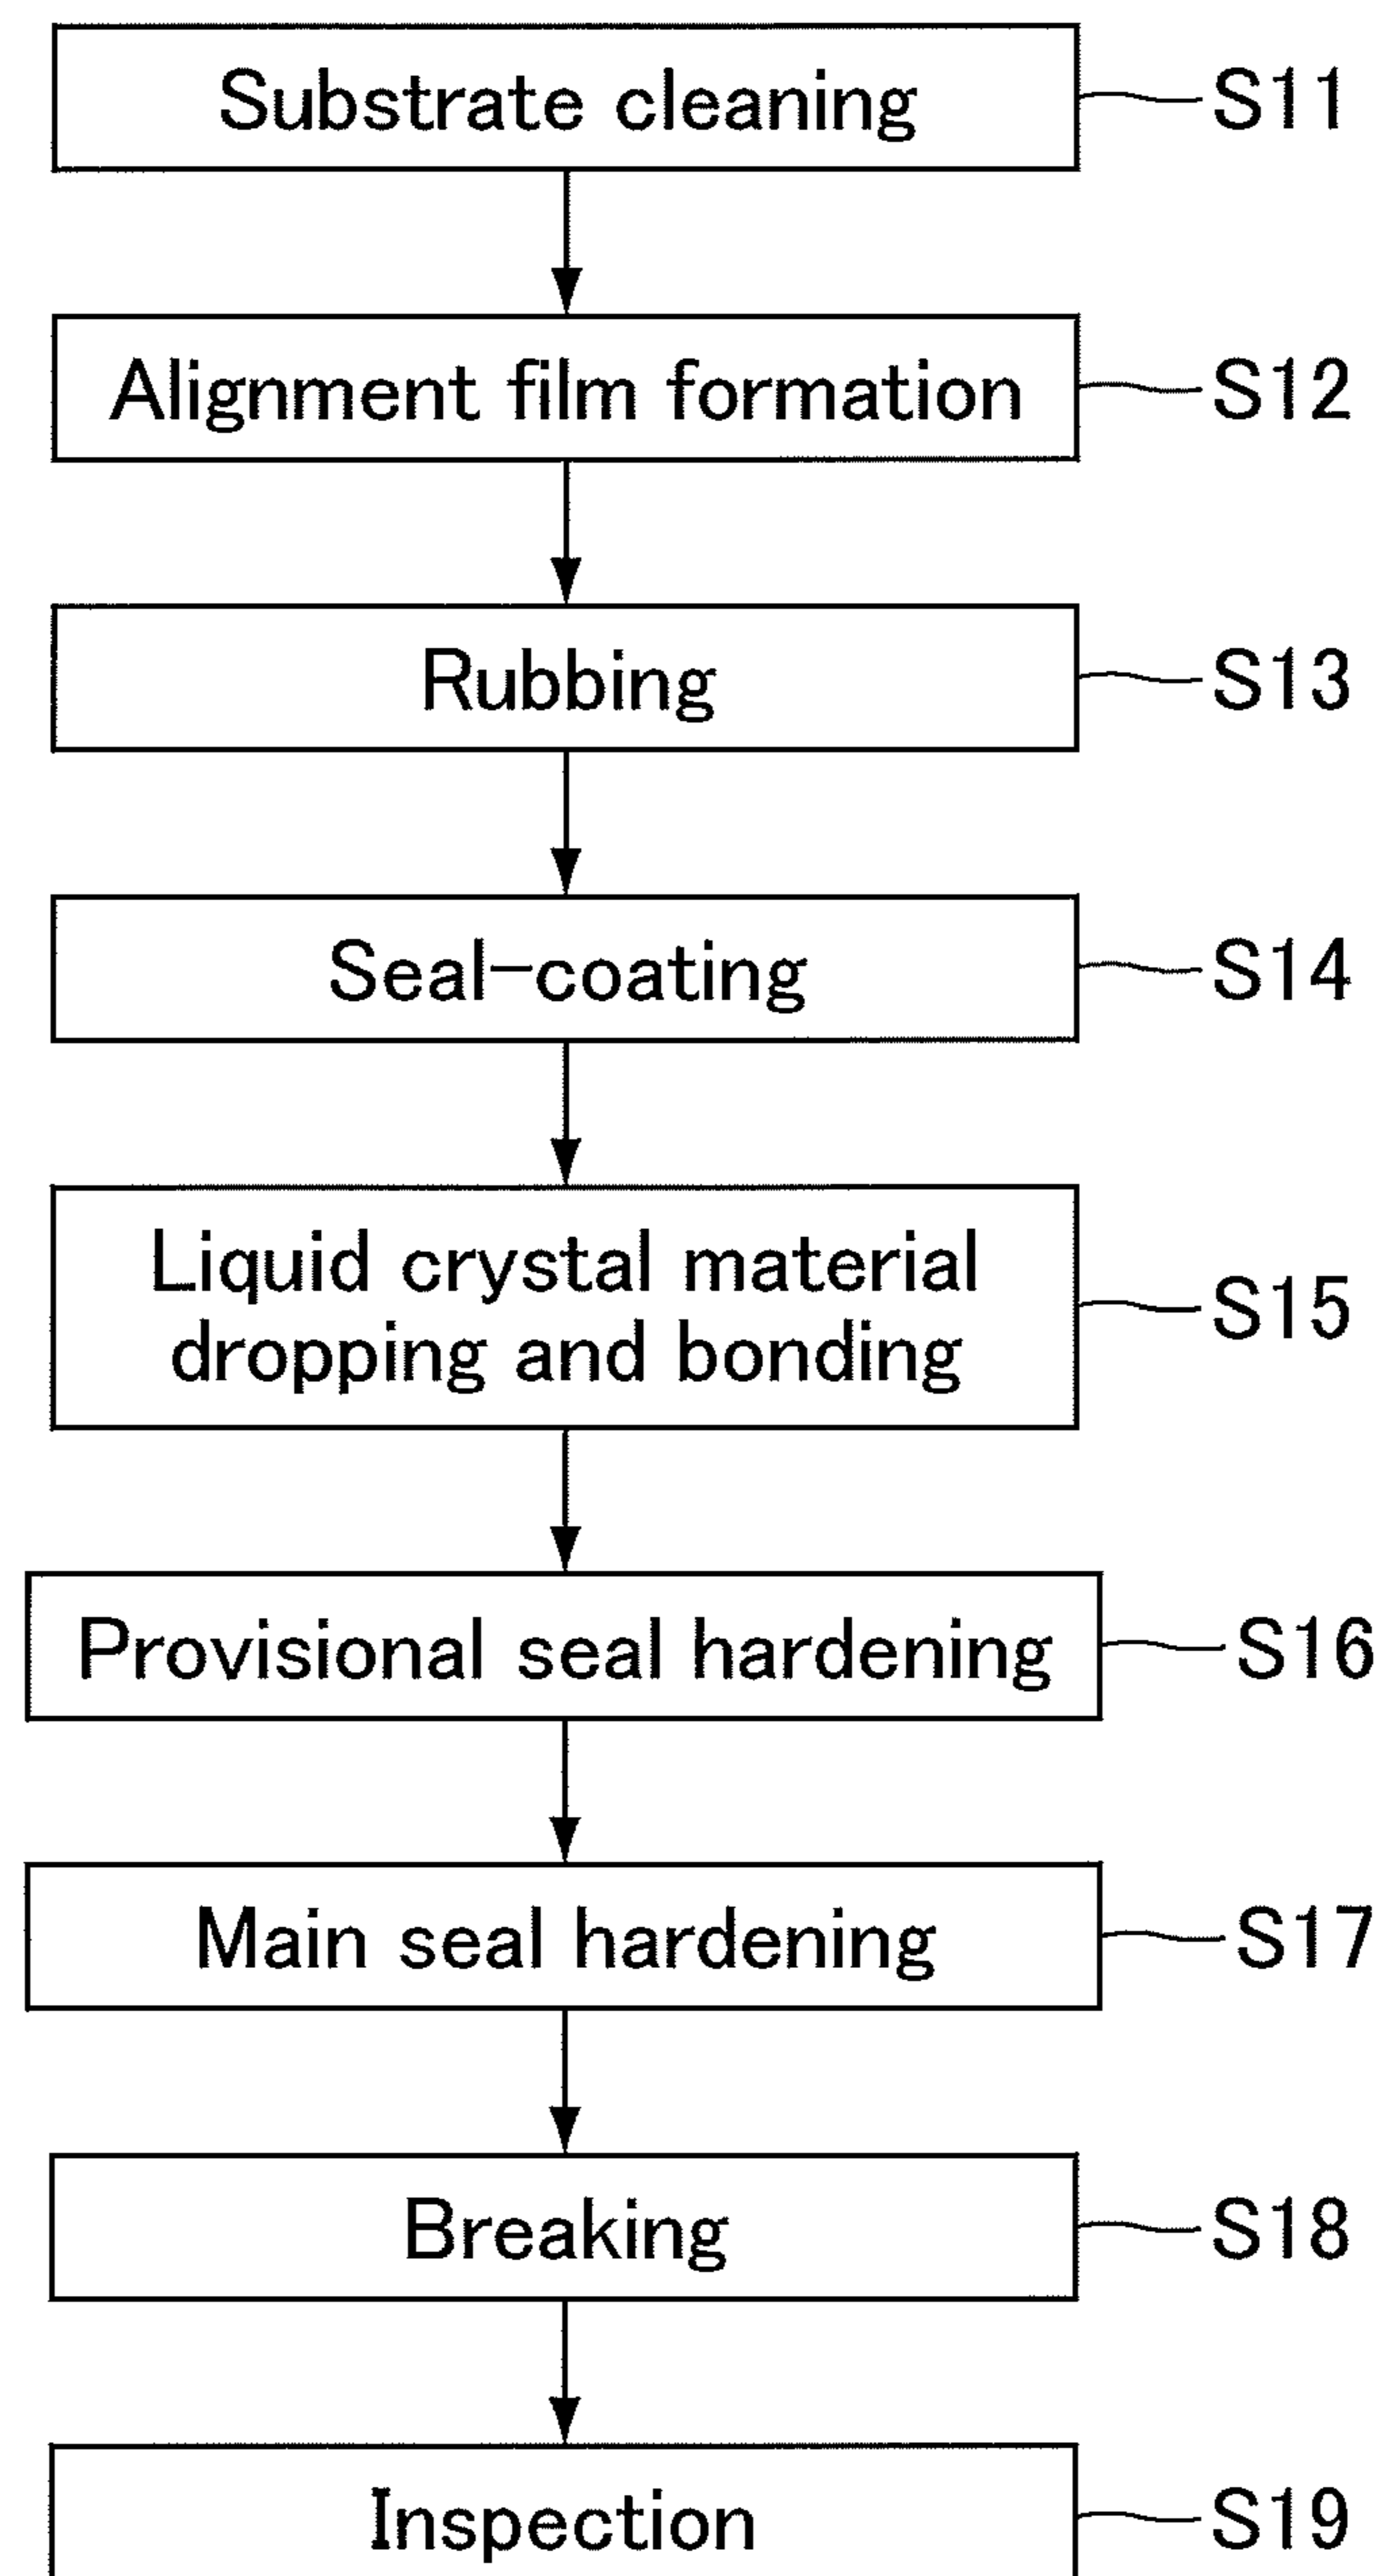 Substrate cleaning S11
Alignment film formation S12
Rubbing S13
Seal-coating S14
Liquid crystal material
dropping and bonding S15
Provisional seal hardening S16
Main seal hardening S17
Breaking S18
Inspection S19